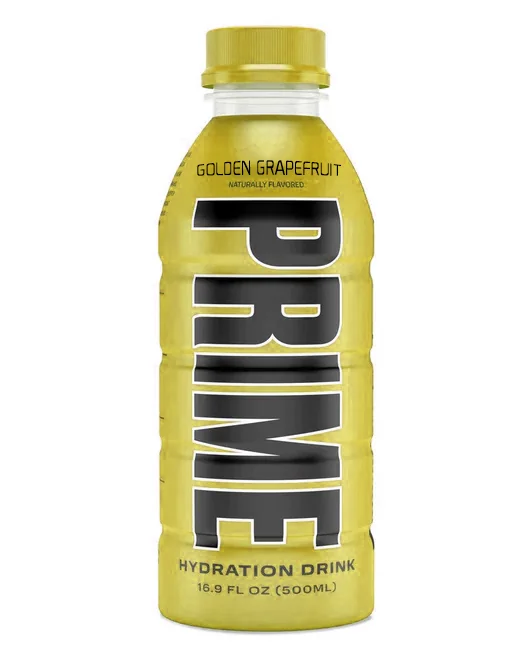 GOLDEN GRAPEFRUIT
NATURALLY FLAVORED
PRIME
HYDRATION DRINK
16.9 FL OZ (500ML)